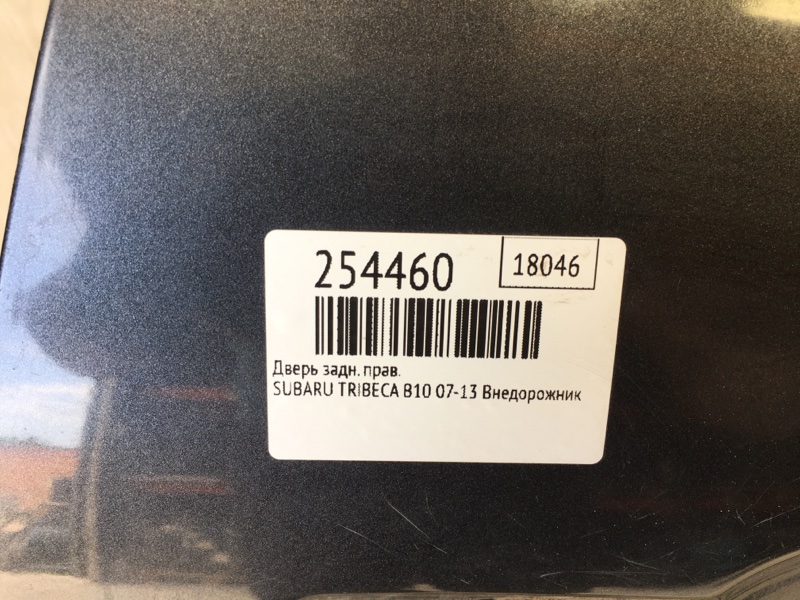 254460
18046
Дверь задн. прав.
SUBARU TRIBECA B10 07-13 Внедорожник